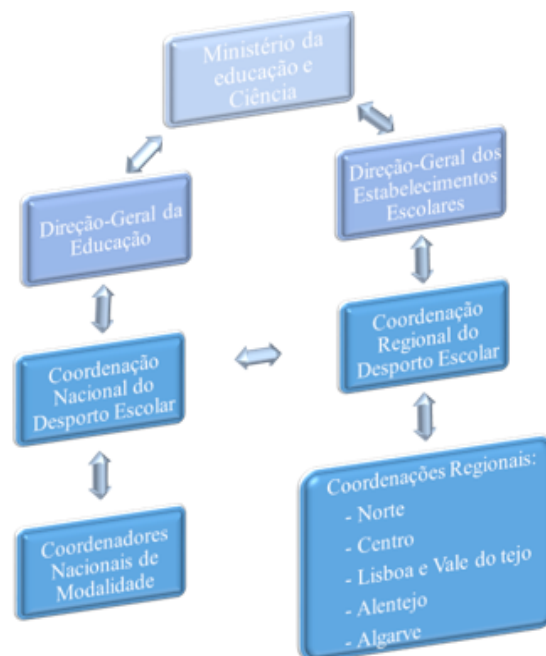 Ministério da
educação e
Ciência
Direção-Geral da
Educação
Direção-Geral dos
Estabelecimentos
Escolares
Coordenação
Nacional do
Desporto Escolar
Coordenação
Regional do
Desporto Escolar
Coordenadores
Nacionais de
Modalidade
Coordenações Regionais:
- Norte
- Centro
- Lisboa e Vale do tejo
- Alentejo
- Algarve